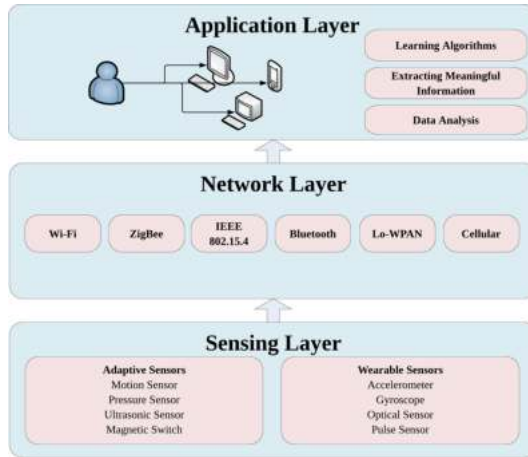 Application Layer
Learning Algorithms
Extracting Meaningful
Information
Data Analysis
Network Layer
Wi-Fi
ZigBee
IEEE
802.15.4
Bluetooth
Lo-WPAN
Cellular
Sensing Layer
Adaptive Sensors
Motion Sensor
Pressure Sensor
Ultrasonic Sensor
Magnetic Switch
Wearable Sensors
Accelerometer
Gyroscope
Optical Sensor
Pulse Sensor